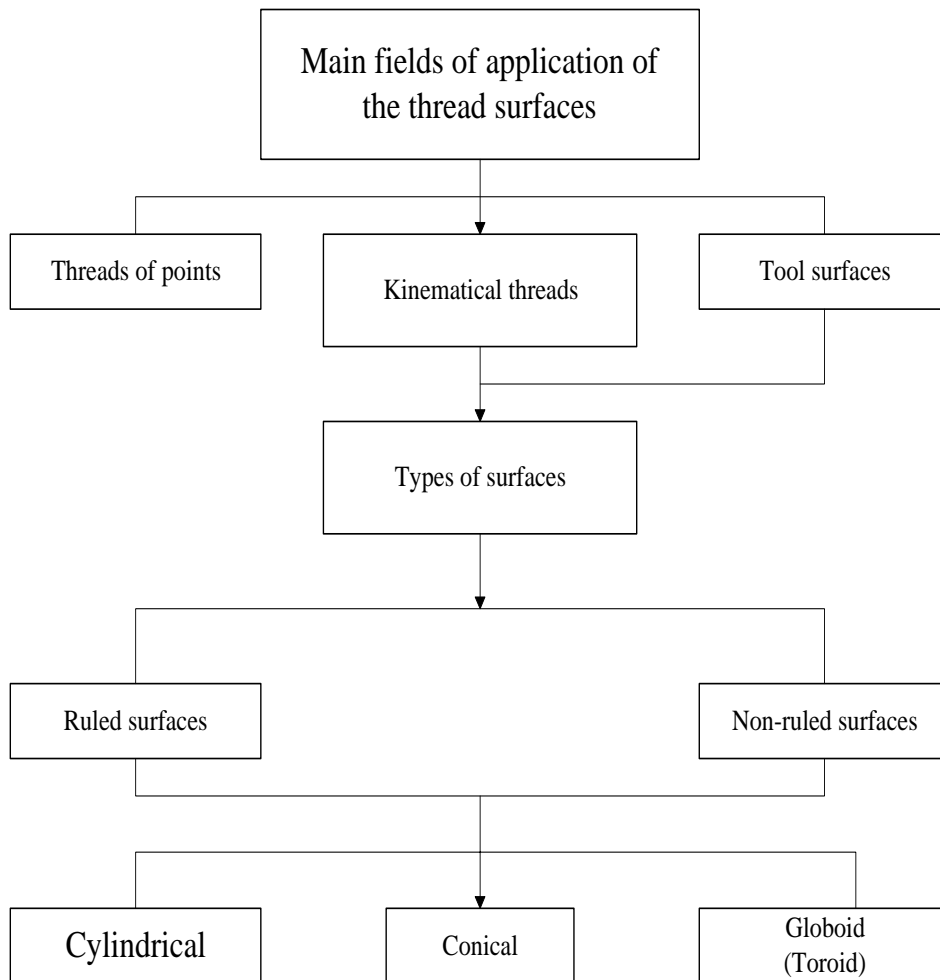 Main fields of application of
the thread surfaces
Threads of points
Kinematical threads
Tool surfaces
Types of surfaces
Ruled surfaces
Non-ruled surfaces
Cylindrical
Conical
Globoid
(Toroid)